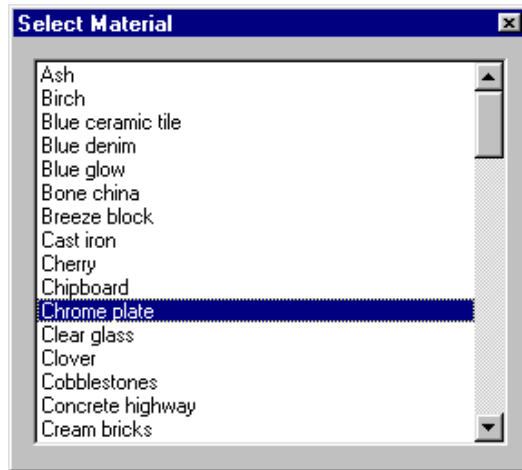 Select Material
Ash
Birch
Blue ceramic tile
Blue denim
Blue glow
Bone china
Breeze block
Cast iron
Cherry
Chipboard
Chrome plate
Clear glass
Clover
Cobblestones
Concrete highway
Cream bricks